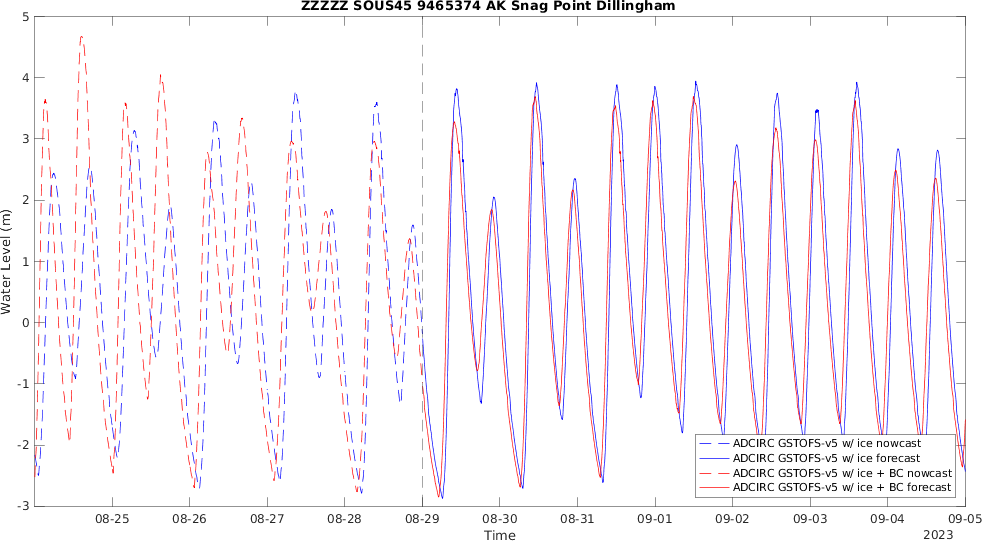 ZZZZZ SOUS45 9465374 AK Snag Point Dillingham
5
4
3
2
1
0
-1
-2
-3
Water Level (m)
08-25 08-26 08-27 08-28 08-29 08-30 08-31 09-01 09-02 09-03 09-04 09-05
Time
2023
ADCIRC GSTOFS-v5 w/ ice nowcast
ADCIRC GSTOFS-v5 w/ ice forecast
ADCIRC GSTOFS-v5 w/ ice + BC nowcast
ADCIRC GSTOFS-v5 w/ ice + BC forecast